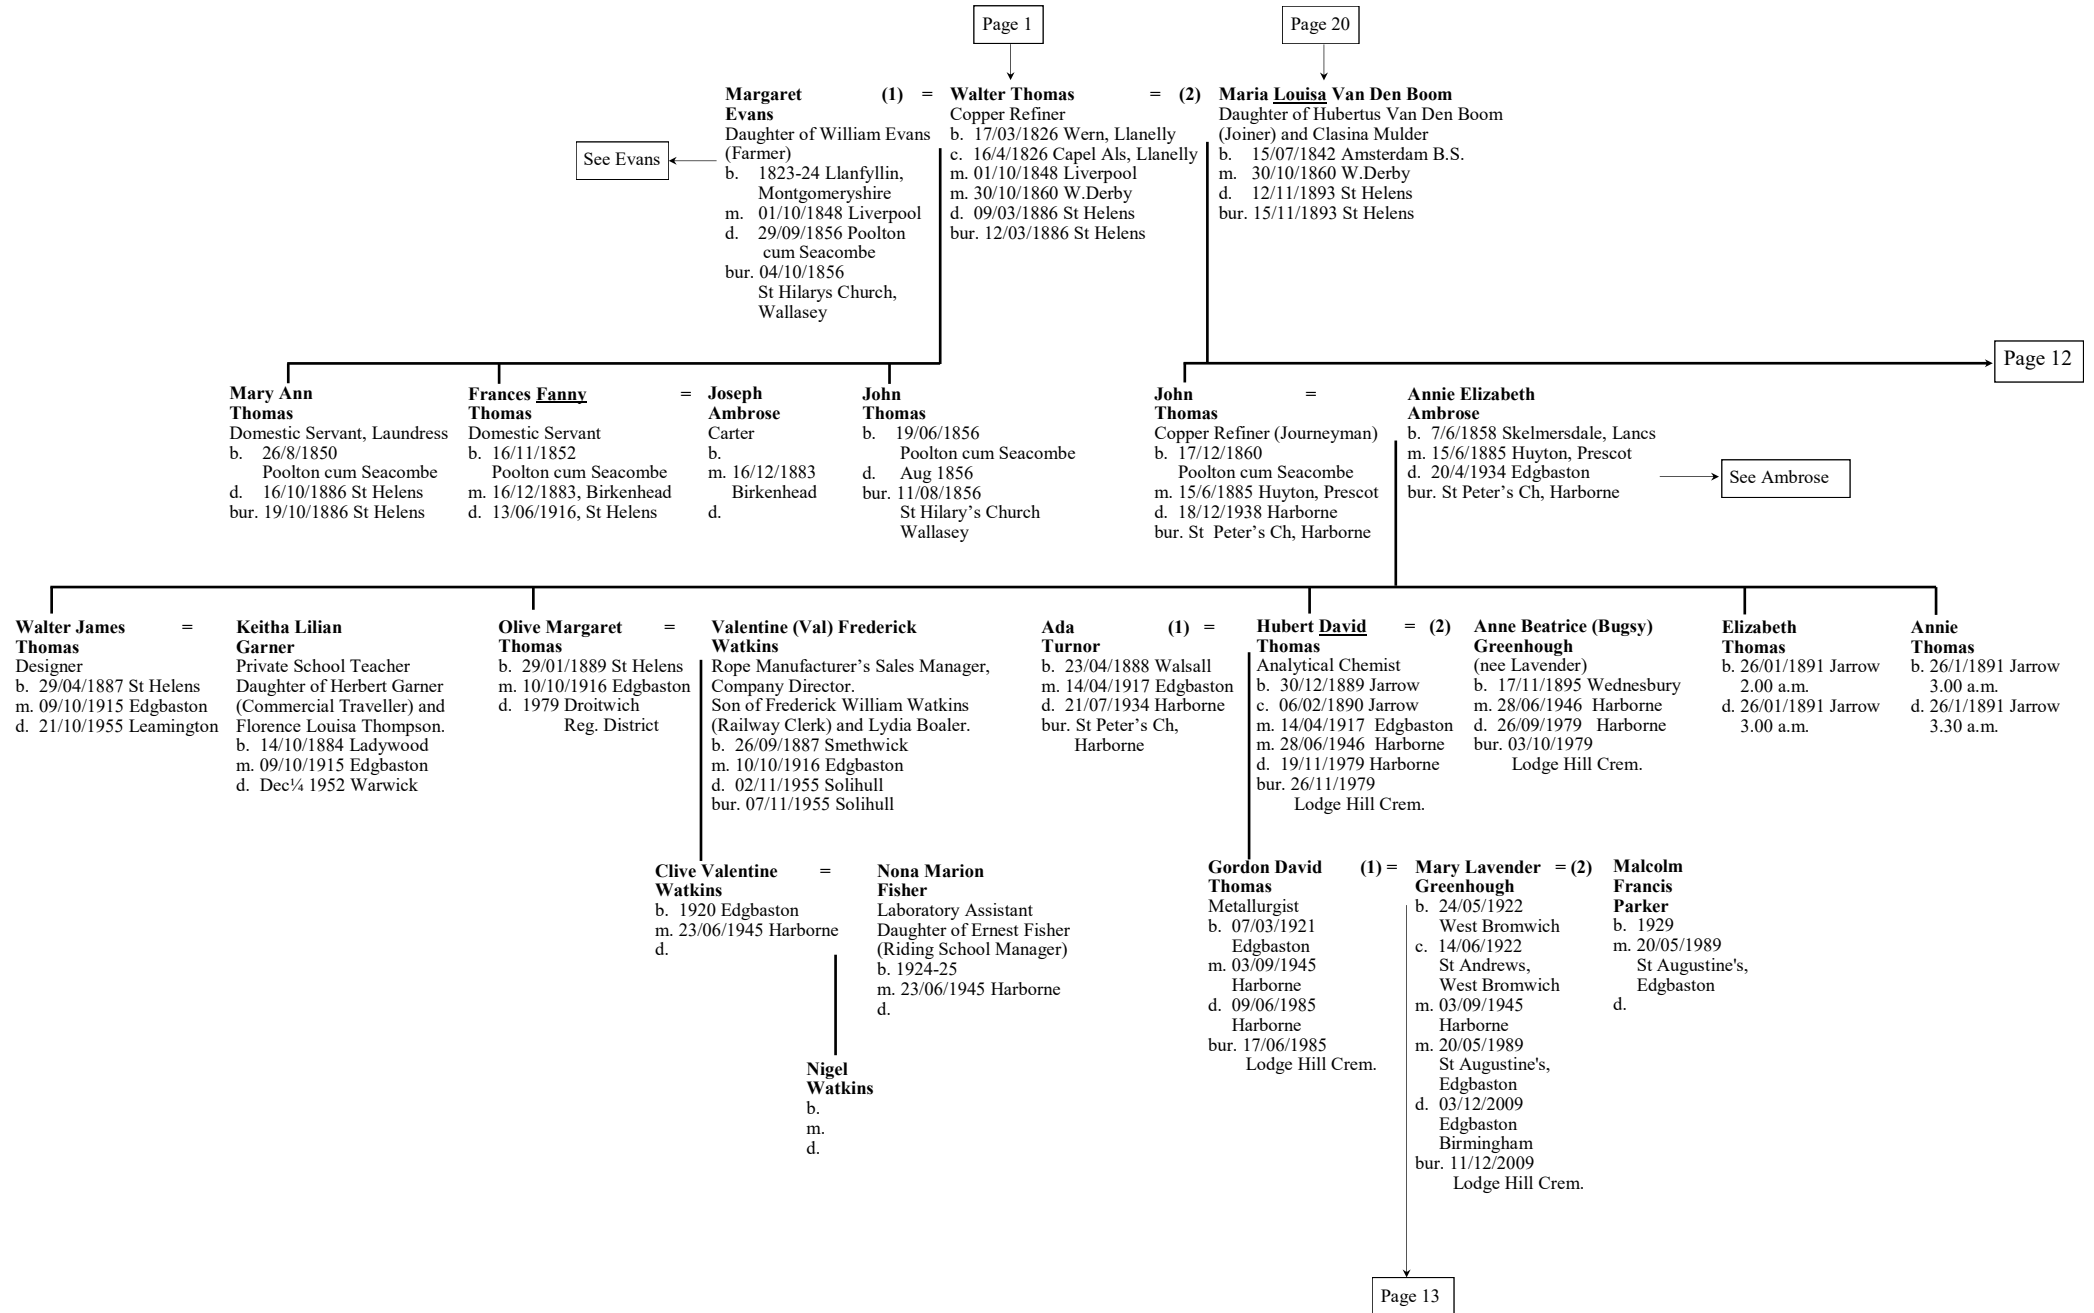 Page 1
Page 20
Margaret (1) =
Evans
Daughter of William Evans
(Farmer)
b. 1823-24 Llanfyllin,
Montgomeryshire
m. 01/10/1848 Liverpool
d. 29/09/1856 Poolton
cum Seacombe
bur. 04/10/1856
St Hilarys Church,
Wallasey
See Evans
Walter Thomas = (2)
Copper Refiner
b. 17/03/1826 Wern, Llanelly
c. 16/4/1826 Capel Als, Llanelly
m. 01/10/1848 Liverpool
m. 30/10/1860 W.Derby
d. 09/03/1886 St Helens
bur. 12/03/1886 St Helens
Maria Louisa Van Den Boom
Daughter of Hubertus Van Den Boom
(Joiner) and Clasina Mulder
b. 15/07/1842 Amsterdam B.S.
m. 30/10/1860 W.Derby
d. 12/11/1893 St Helens
bur. 15/11/1893 St Helens
Page 12
Mary Ann
Thomas
Domestic Servant, Laundress
b. 26/8/1850
Poolton cum Seacombe
d. 16/10/1886 St Helens
bur. 19/10/1886 St Helens
Frances Fanny =
Thomas
Domestic Servant
b. 16/11/1852
Poolton cum Seacombe
m. 16/12/1883, Birkenhead
d. 13/06/1916, St Helens
Joseph
Ambrose
Carter
b.
m. 16/12/1883
Birkenhead
d.
John
Thomas
b. 19/06/1856
Poolton cum Seacombe
d. Aug 1856
bur. 11/08/1856
St Hilary’s Church
Wallasey
John =
Thomas
Copper Refiner (Journeyman)
b. 17/12/1860
Poolton cum Seacombe
m. 15/6/1885 Huyton, Prescot
d. 18/12/1938 Harborne
bur. St Peter’s Ch, Harborne
Annie Elizabeth
Ambrose
b. 7/6/1858 Skelmersdale, Lancs
m. 15/6/1885 Huyton, Prescot
d. 20/4/1934 Edgbaston
bur. St Peter’s Ch, Harborne
See Ambrose
Walter James =
Thomas
Designer
b. 29/04/1887 St Helens
m. 09/10/1915 Edgbaston
d. 21/10/1955 Leamington
Keitha Lilian
Garner
Private School Teacher
Daughter of Herbert Garner
(Commercial Traveller) and
Florence Louisa Thompson.
b. 14/10/1884 Ladywood
m. 09/10/1915 Edgbaston
d. Dec¼ 1952 Warwick
Olive Margaret =
Thomas
b. 29/01/1889 St Helens
m. 10/10/1916 Edgbaston
d. 1979 Droitwich
Reg. District
Valentine (Val) Frederick
Watkins
Rope Manufacturer’s Sales Manager,
Company Director.
Son of Frederick William Watkins
(Railway Clerk) and Lydia Boaler.
b. 26/09/1887 Smethwick
m. 10/10/1916 Edgbaston
d. 02/11/1955 Solihull
bur. 07/11/1955 Solihull
Ada (1) =
Turnor
b. 23/04/1888 Walsall
m. 14/04/1917 Edgbaston
d. 21/07/1934 Harborne
bur. St Peter’s Ch,
Harborne
Hubert David = (2)
Thomas
Analytical Chemist
b. 30/12/1889 Jarrow
c. 06/02/1890 Jarrow
m. 14/04/1917 Edgbaston
m. 28/06/1946 Harborne
d. 19/11/1979 Harborne
bur. 26/11/1979
Lodge Hill Crem.
Anne Beatrice (Bugsy)
Greenhough
(nee Lavender)
b. 17/11/1895 Wednesbury
m. 28/06/1946 Harborne
d. 26/09/1979 Harborne
bur. 03/10/1979
Lodge Hill Crem.
Elizabeth
Thomas
b. 26/01/1891 Jarrow
2.00 a.m.
d. 26/01/1891 Jarrow
3.00 a.m.
Annie
Thomas
b. 26/1/1891 Jarrow
3.00 a.m.
d. 26/1/1891 Jarrow
3.30 a.m.
Clive Valentine =
Watkins
b. 1920 Edgbaston
m. 23/06/1945 Harborne
d.
Nona Marion
Fisher
Laboratory Assistant
Daughter of Ernest Fisher
(Riding School Manager)
b. 1924-25
m. 23/06/1945 Harborne
d.
Nigel
Watkins
b.
m.
d.
Gordon David (1) =
Thomas
Metallurgist
b. 07/03/1921
Edgbaston
m. 03/09/1945
Harborne
d. 09/06/1985
Harborne
bur. 17/06/1985
Lodge Hill Crem.
Mary Lavender = (2)
Greenhough
b. 24/05/1922
West Bromwich
c. 14/06/1922
St Andrews,
West Bromwich
m. 03/09/1945
Harborne
m. 20/05/1989
St Augustine's,
Edgbaston
d. 03/12/2009
Edgbaston
Birmingham
bur. 11/12/2009
Lodge Hill Crem.
Malcolm
Francis
Parker
b. 1929
m. 20/05/1989
St Augustine's,
Edgbaston
d.
Page 13